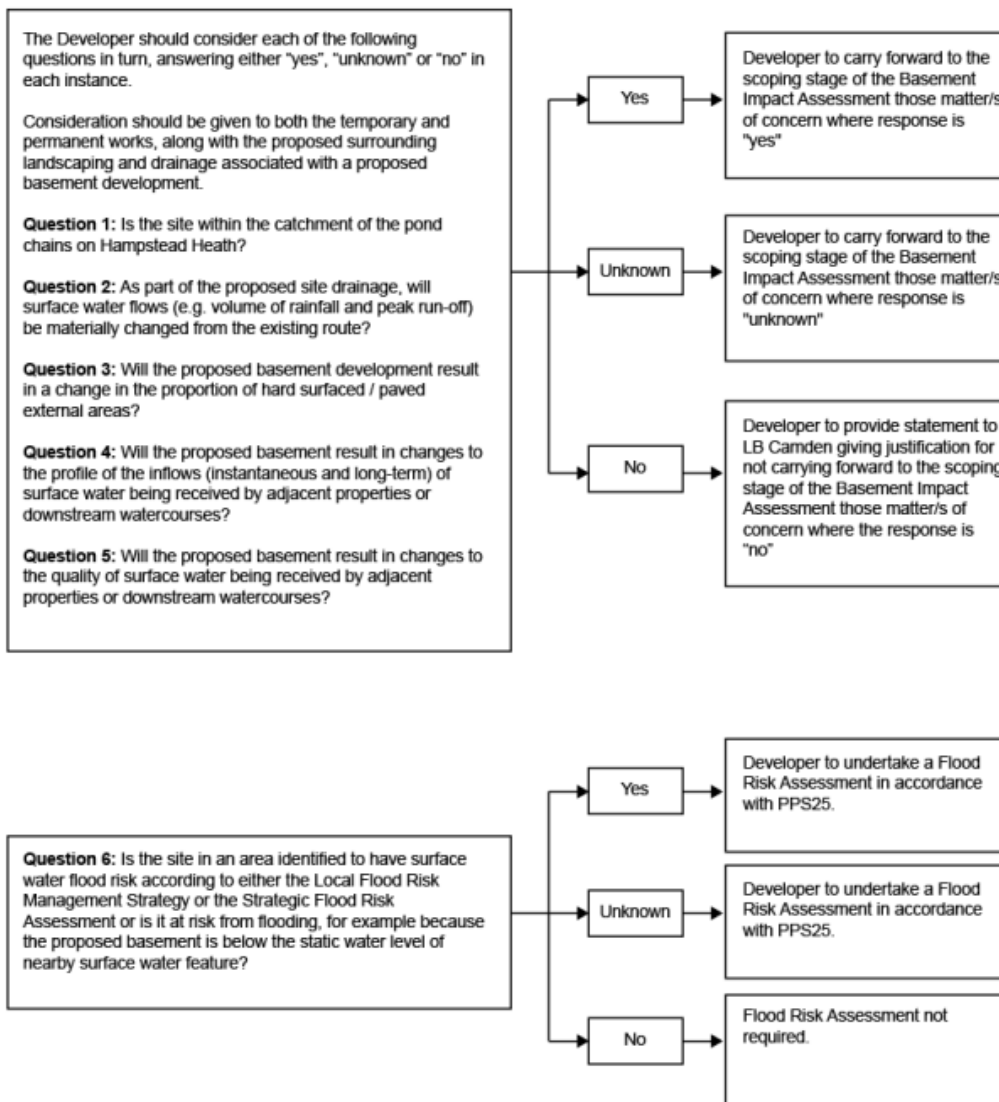 The Developer should consider each of the following
questions in turn, answering either "yes", "unknown" or "no" in
each instance.
Consideration should be given to both the temporary and
permanent works, along with the proposed surrounding
landscaping and drainage associated with a proposed
basement development.
Question 1: Is the site within the catchment of the pond
chains on Hampstead Heath?
Question 2: As part of the proposed site drainage, will
surface water flows (e.g. volume of rainfall and peak run-off)
be materially changed from the existing route?
Question 3: Will the proposed basement development result
in a change in the proportion of hard surfaced / paved
external areas?
Question 4: Will the proposed basement result in changes to
the profile of the inflows (instantaneous and long-term) of
surface water being received by adjacent properties or
downstream watercourses?
Question 5: Will the proposed basement result in changes to
the quality of surface water being received by adjacent
properties or downstream watercourses?
Yes
Developer to carry forward to the
scoping stage of the Basement
Impact Assessment those matter/s
of concern where response is
"yes"
Unknown
Developer to carry forward to the
scoping stage of the Basement
Impact Assessment those matter/s
of concern where response is
"unknown"
No
Developer to provide statement to
LB Camden giving justification for
not carrying forward to the scoping
stage of the Basement Impact
Assessment those matter/s of
concern where the response is
"no"
Question 6: Is the site in an area identified to have surface
water flood risk according to either the Local Flood Risk
Management Strategy or the Strategic Flood Risk
Assessment or is it at risk from flooding, for example because
the proposed basement is below the static water level of
nearby surface water feature?
Yes
Developer to undertake a Flood
Risk Assessment in accordance
with PPS25.
Unknown
Developer to undertake a Flood
Risk Assessment in accordance
with PPS25.
No
Flood Risk Assessment not
required.